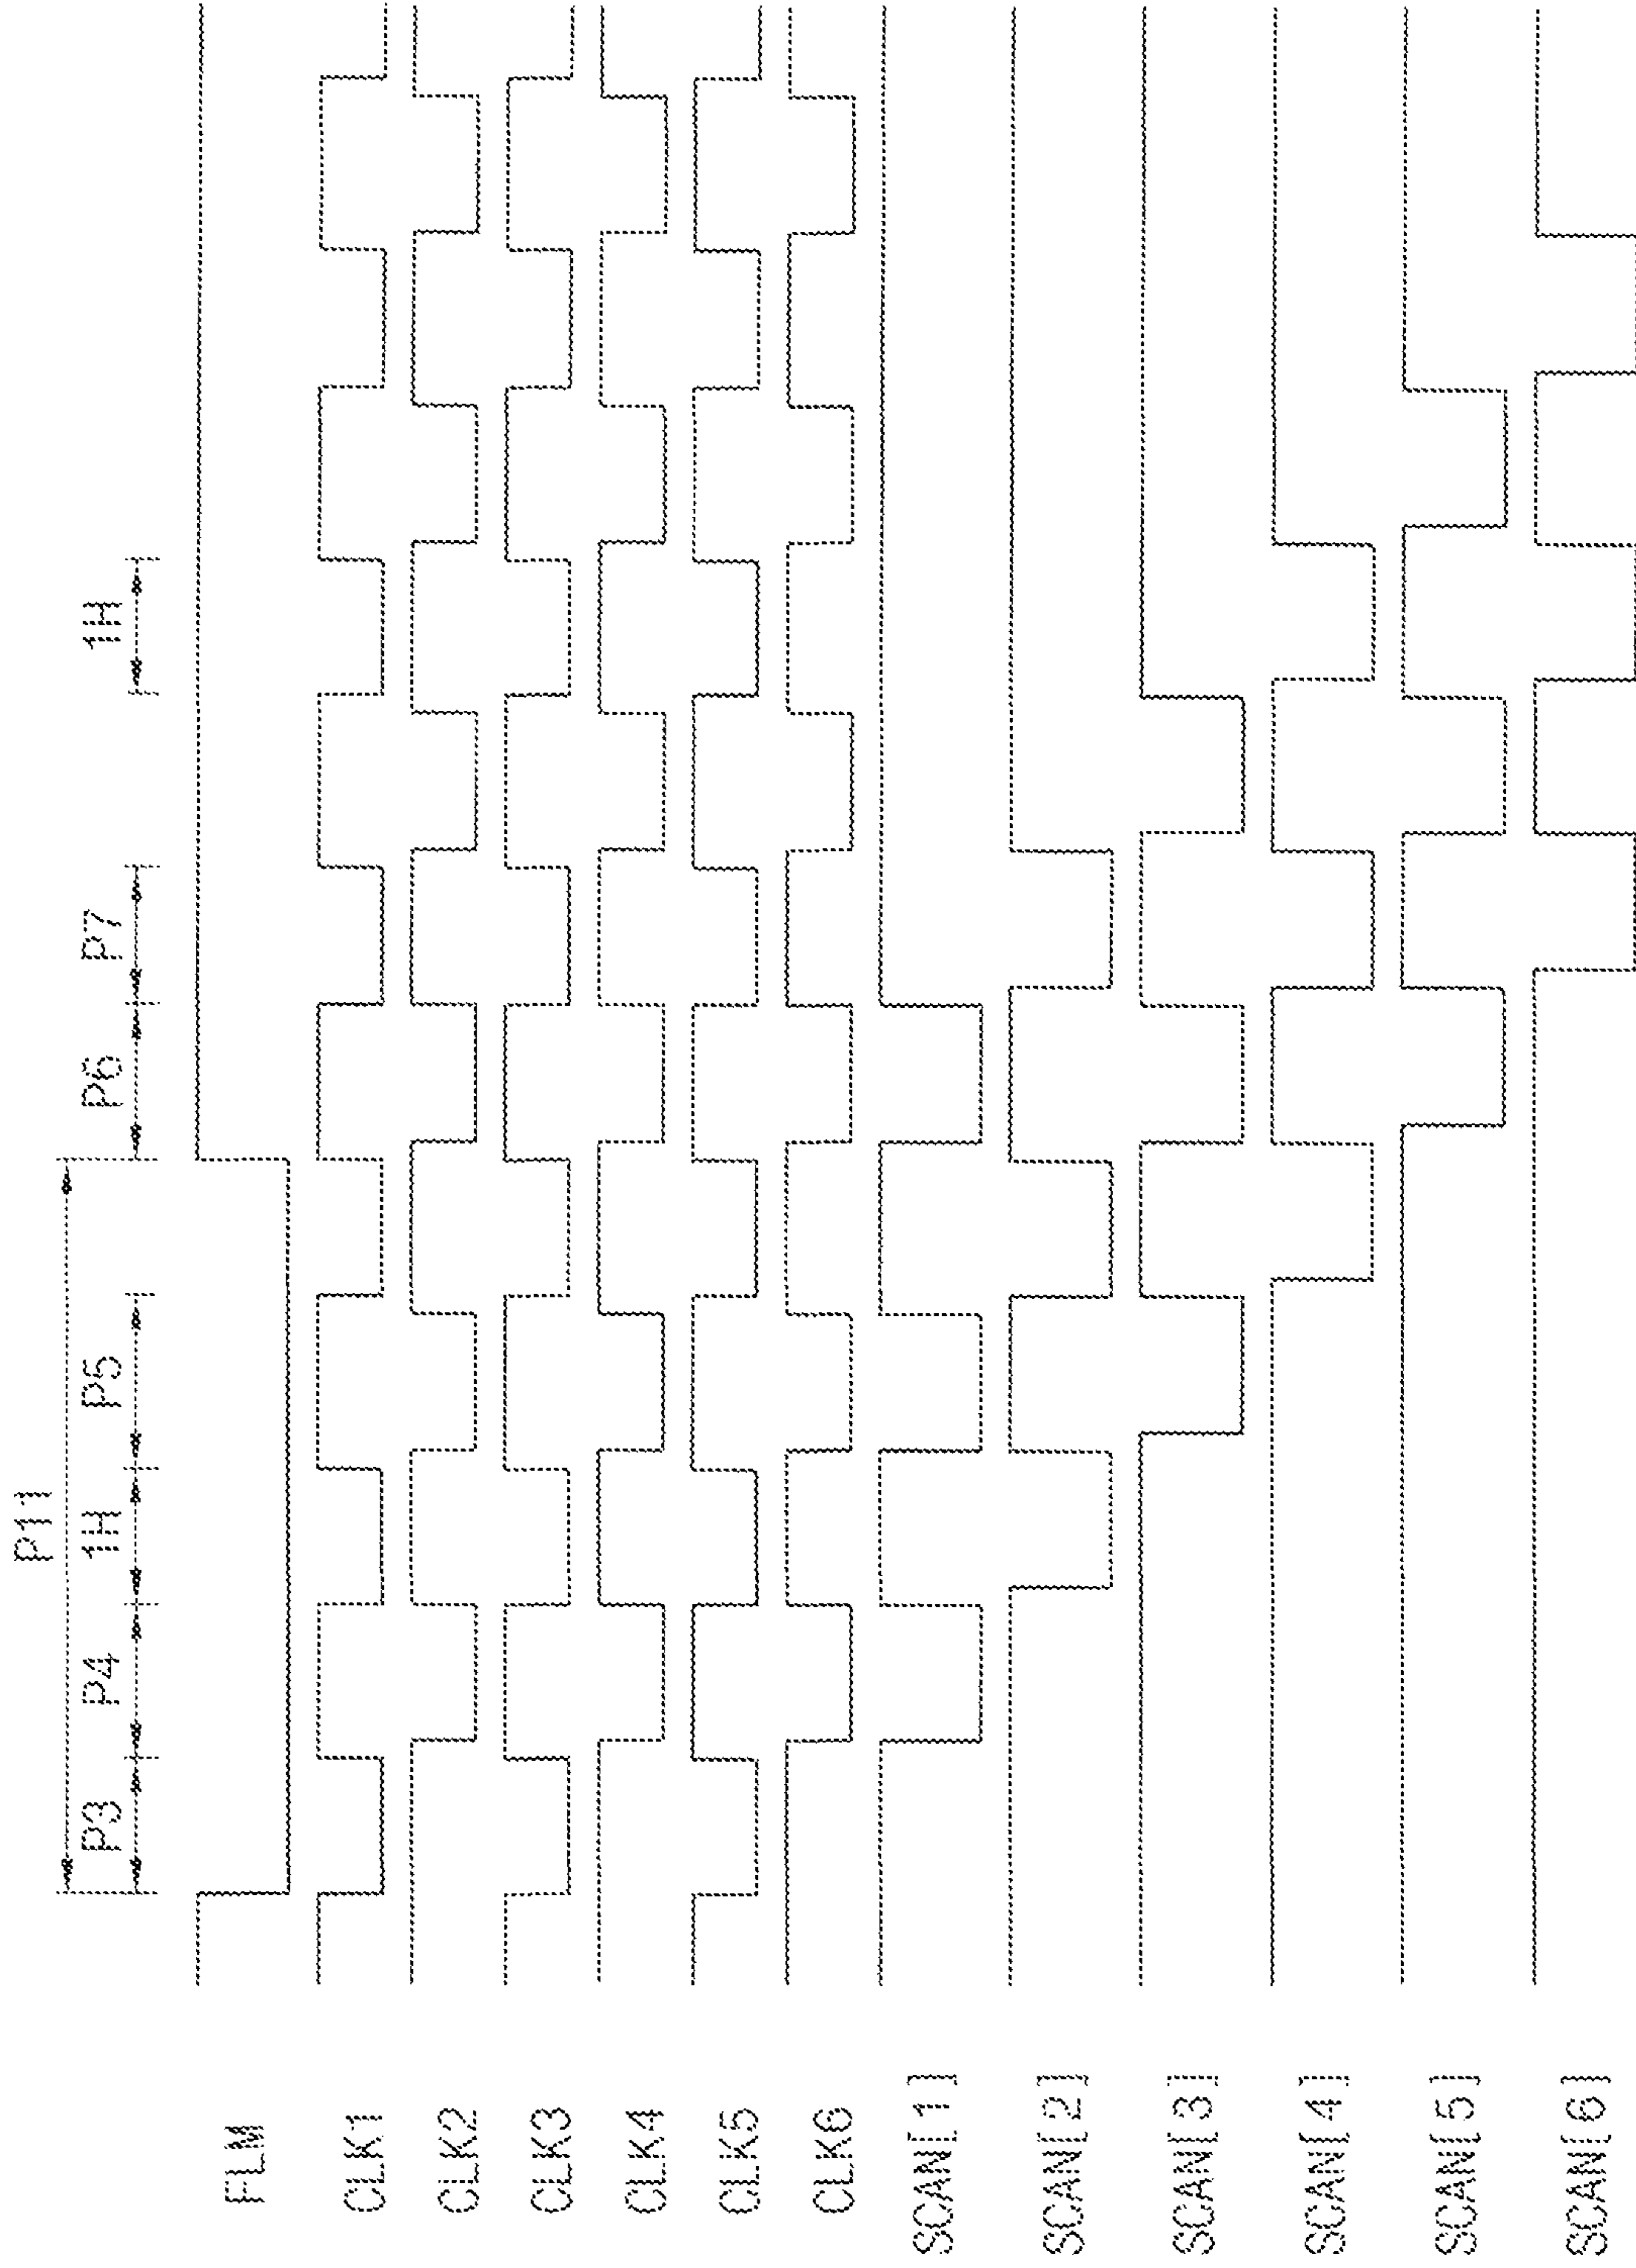 P11
P3 P4 1H P5 P6 P7 1H
FLM
CLK1
CLK2
CLK3
CLK4
CLK5
CLK6
SCAN[1]
SCAN[2]
SCAN[3]
SCAN[4]
SCAN[5]
SCAN[6]